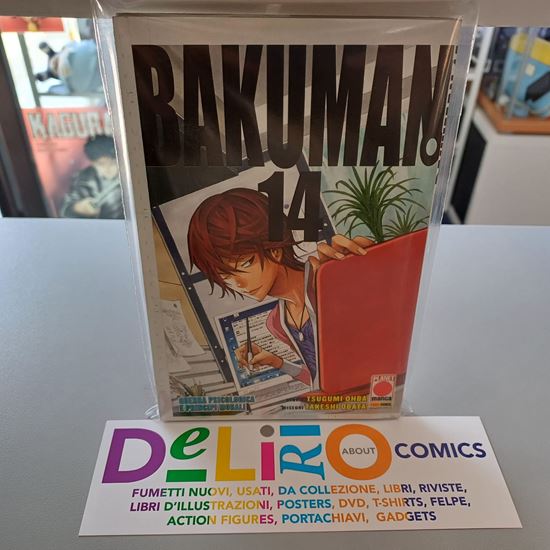 KAGURA
BAKUMAN.
14
GUERRA PSICOLOGICA
E PRINCIPI MORALI
TSUGUMI OHBA
DISEGNI TAKESHI OBATA
PLANET
manga
DeLiRiO ABOUT COMICS
FUMETTI NUOVI, USATI, DA COLLEZIONE, LIBRI, RIVISTE,
LIBRI D'ILLUSTRAZIONI, POSTERS, DVD, T-SHIRTS, FELPE,
ACTION FIGURES, PORTACHIAVI, GADGETS